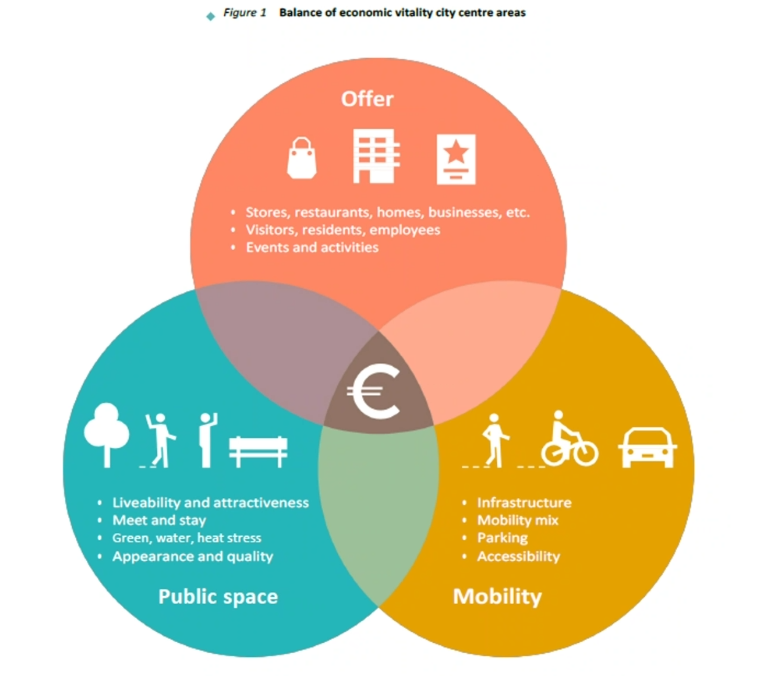 Figure 1 Balance of economic vitality city centre areas
Offer
• Stores, restaurants, homes, businesses, etc.
• Visitors, residents, employees
• Events and activities
€
• Liveability and attractiveness
• Meet and stay
• Green, water, heat stress
• Appearance and quality
Public space
• Infrastructure
• Mobility mix
• Parking
• Accessibility
Mobility